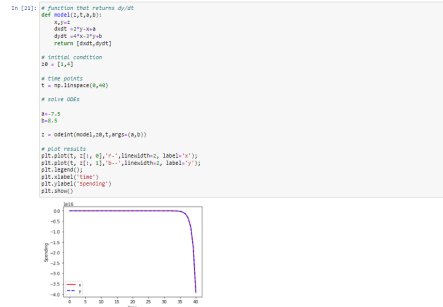 In [21]: # function that returns dy/dt
def model(z,t,a,b):
x,y=z
dxdt =2*y-x+a
dydt =4*x-3*y+b
return [dxdt,dydt]
# initial condition
z0 = [1,4]
# time points
t = np.linspace(0,40)
# solve ODEs
a=-7.5
b=6.5
z = odeint(model,z0,t,args=(a,b))
# plot results
plt.plot(t, z[:, 0],'r-',linewidth=2, label='x');
plt.plot(t, z[:, 1],'b--',linewidth=2, label='y');
plt.legend();
plt.xlabel('time')
plt.ylabel('spending')
plt.show()
1e16
0.0
-0.5
-1.0
-1.5
-2.0
-2.5
-3.0
-3.5
-4.0
Spending
x
y
0 5 10 15 20 25 30 35 40